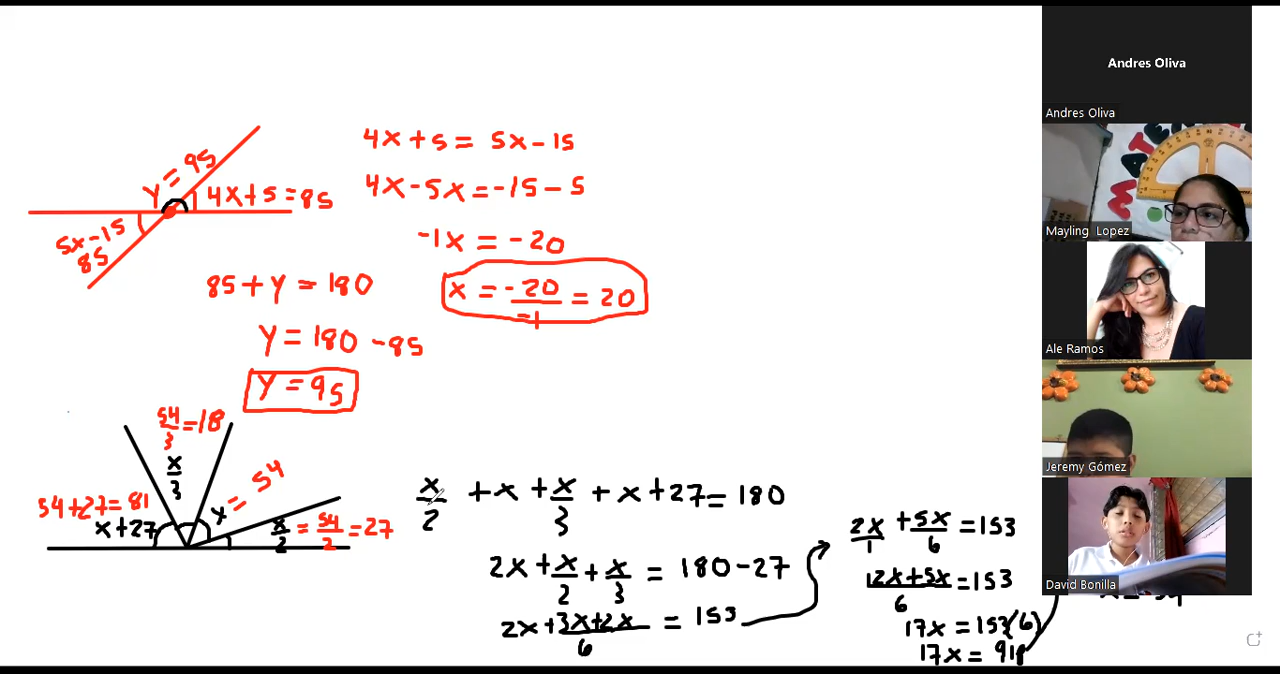 y = 95
4x+5=85
5x-15
85
4x+5= 5x-15
4x-5x=-15-5
-1x = -20
x = -20/-1 = 20
85+y=180
y= 180-85
y=95
54/3=18
x/3
54+27=81
x+27
x = 54
x/2 = 54/2 = 27
x/2 + x + x/3 + x+27=180
2x+x/2+x/3 = 180-27
2x+3x+2x/6 = 153
2x/1 + 5x/6 = 153
12x+5x/6=153
17x = 153(6)
17x = 918
Andres Oliva
Andres Oliva
MATE
Mayling Lopez
Ale Ramos
Jeremy Gómez
David Bonilla